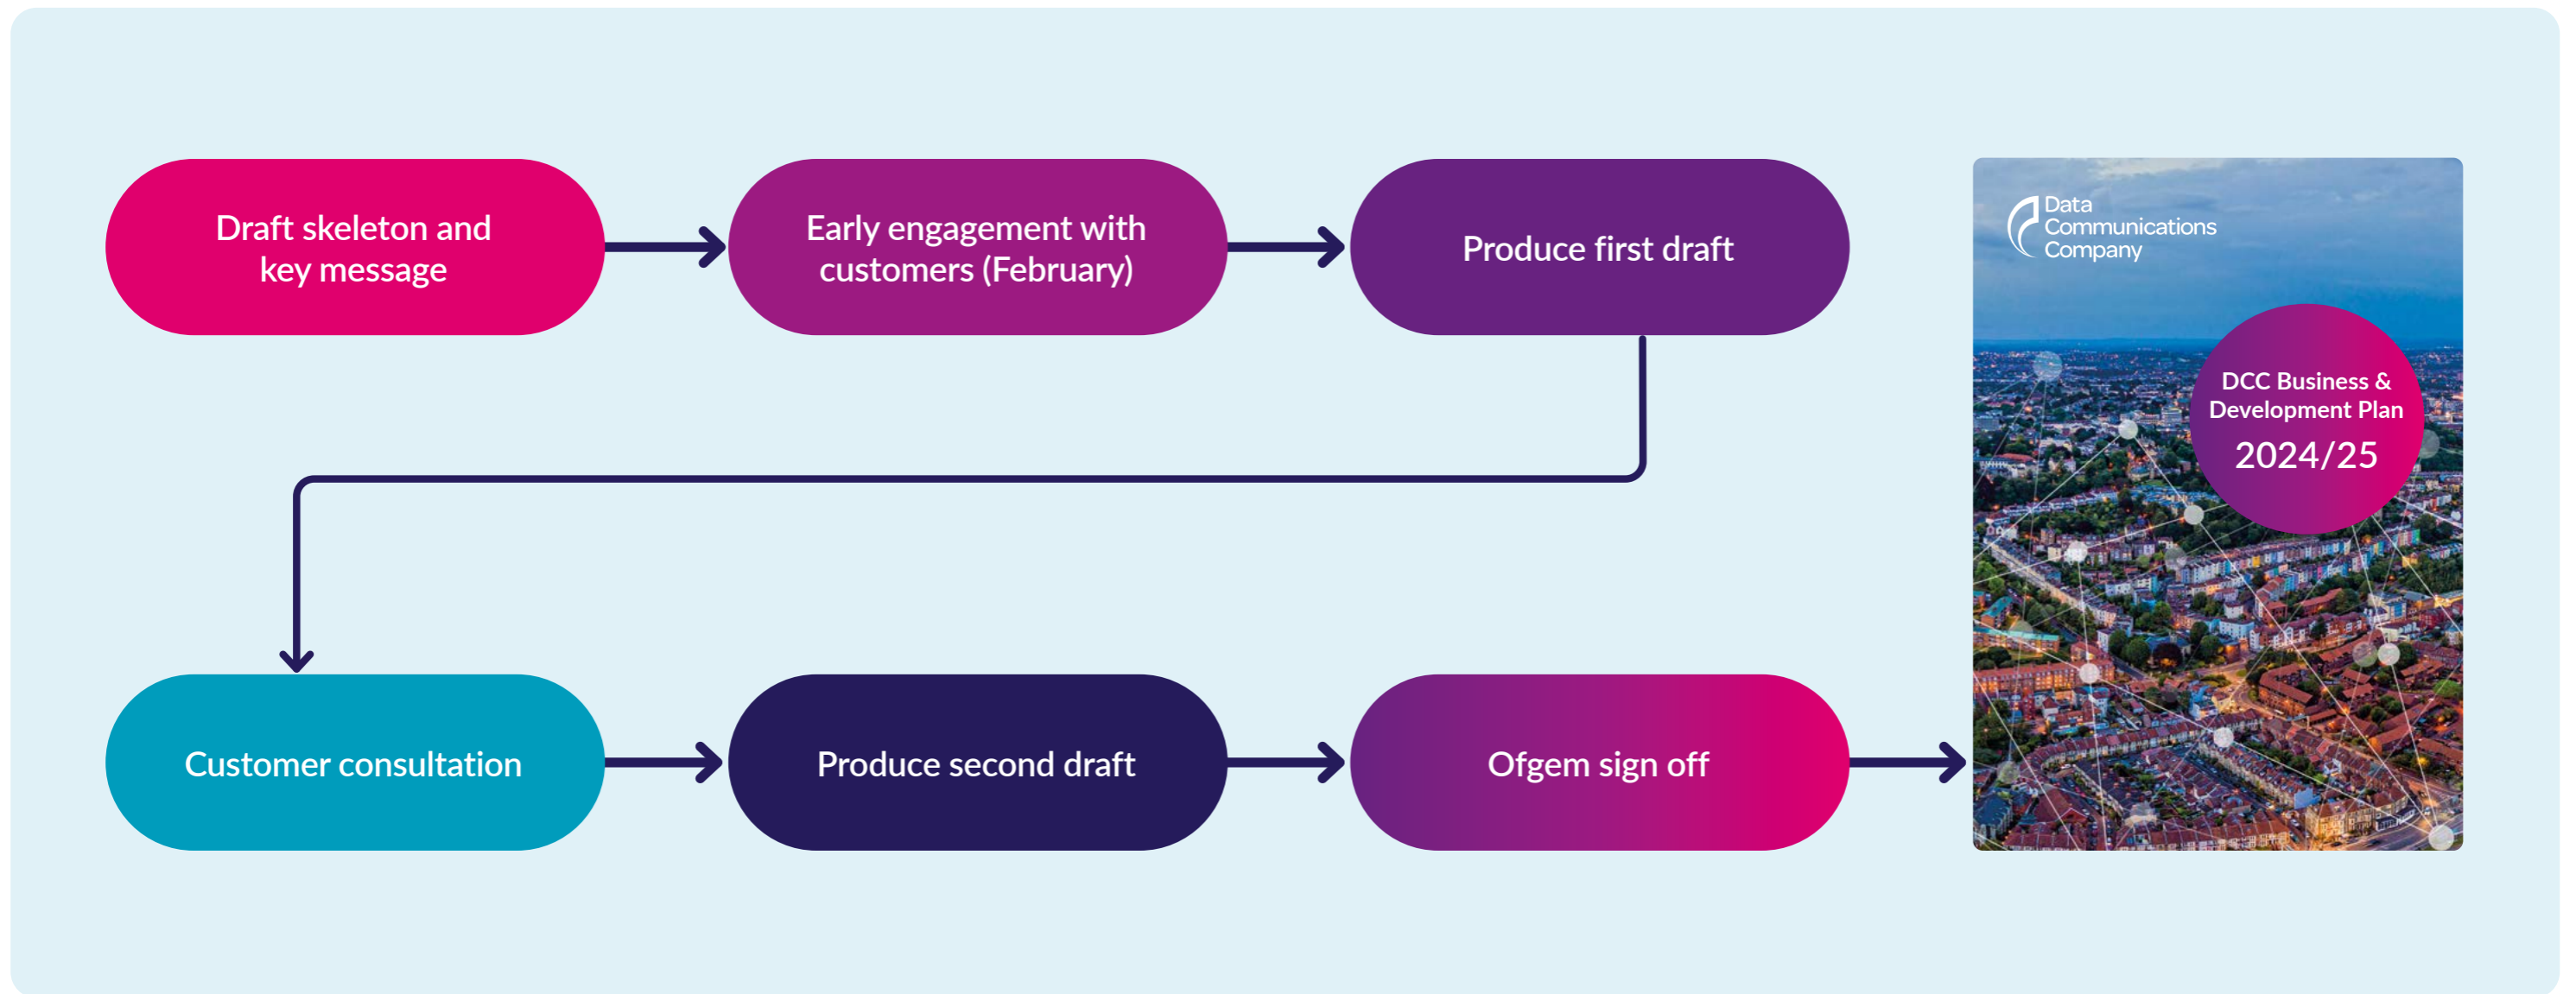 Draft skeleton and
key message
Early engagement with
customers (February)
Produce first draft
Customer consultation
Produce second draft
Ofgem sign off
Data
Communications
Company
DCC Business &
Development Plan
2024/25